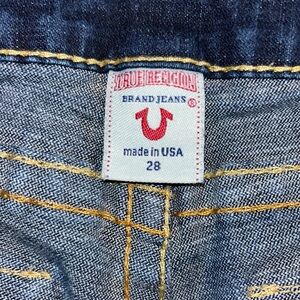 TRUE RELIGION
BRAND JEANS ®
made in USA
28